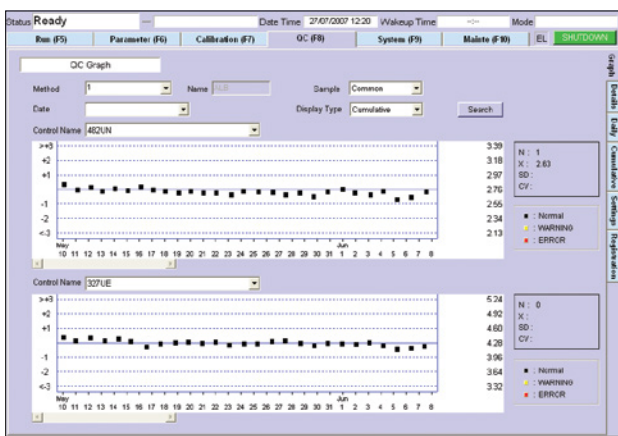 Status Ready --- Date Time 27/07/2007 12:20 Wakeup Time --:-- Mode
Run (F5) Parameter (F6) Calibration (F7) QC (F8) System (F9) Mainte (F10) EL SHUTDOWN
QC Graph
Method 1 Name ALB Sample Common
Date Display Type Cumulative Search
Control Name 482UN
>+3 3.39
+2 3.18
+1 2.97
2.76
-1 2.55
-2 2.34
<-3 2.13
May Jun
10 11 12 13 14 15 16 17 18 19 20 21 22 23 24 25 26 27 28 29 30 31 1 2 3 4 5 6 7 8
N : 1
X : 2.63
SD :
CV :
: Normal
: WARNING
: ERROR
Control Name 327UE
>+3 5.24
+2 4.92
+1 4.60
4.28
-1 3.96
-2 3.64
<-3 3.32
May Jun
10 11 12 13 14 15 16 17 18 19 20 21 22 23 24 25 26 27 28 29 30 31 1 2 3 4 5 6 7 8
N : 0
X :
SD :
CV :
: Normal
: WARNING
: ERROR
Graph
Details
Daily
Cumulative
Settings
Registration